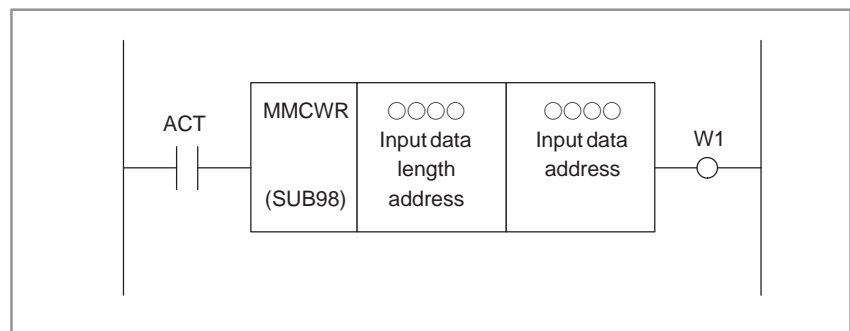 ACT
MMCWR
(SUB98)
○○○○
Input data
length
address
○○○○
Input data
address
W1